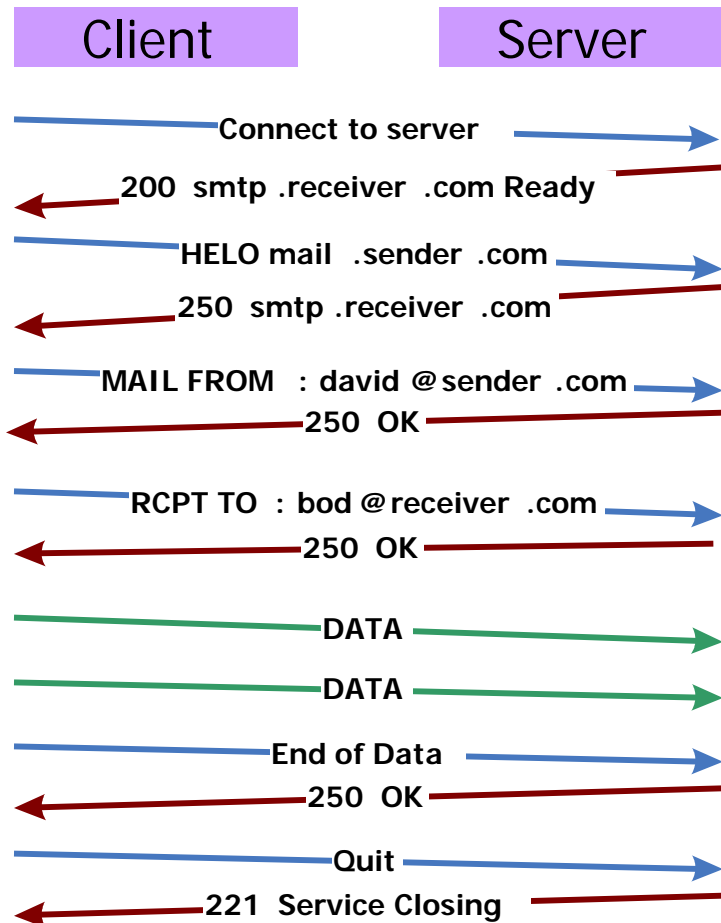 Client Server
Connect to server
200 smtp .receiver .com Ready
HELO mail .sender .com
250 smtp .receiver .com
MAIL FROM : david @ sender .com
250 OK
RCPT TO : bod @ receiver .com
250 OK
DATA
DATA
End of Data
250 OK
Quit
221 Service Closing